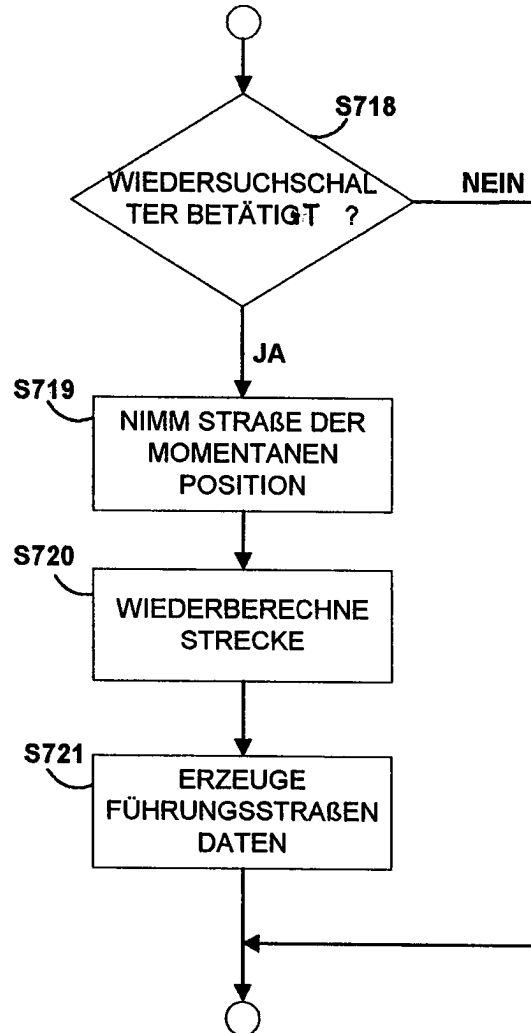 S718
WIEDERSUCHSCHAL
TER BETÄTIGT ?
NEIN
JA
S719
NIMM STRAßE DER
MOMENTANEN
POSITION
S720
WIEDERBERECHNE
STRECKE
S721
ERZEUGE
FÜHRUNGSSTRAßEN
DATEN